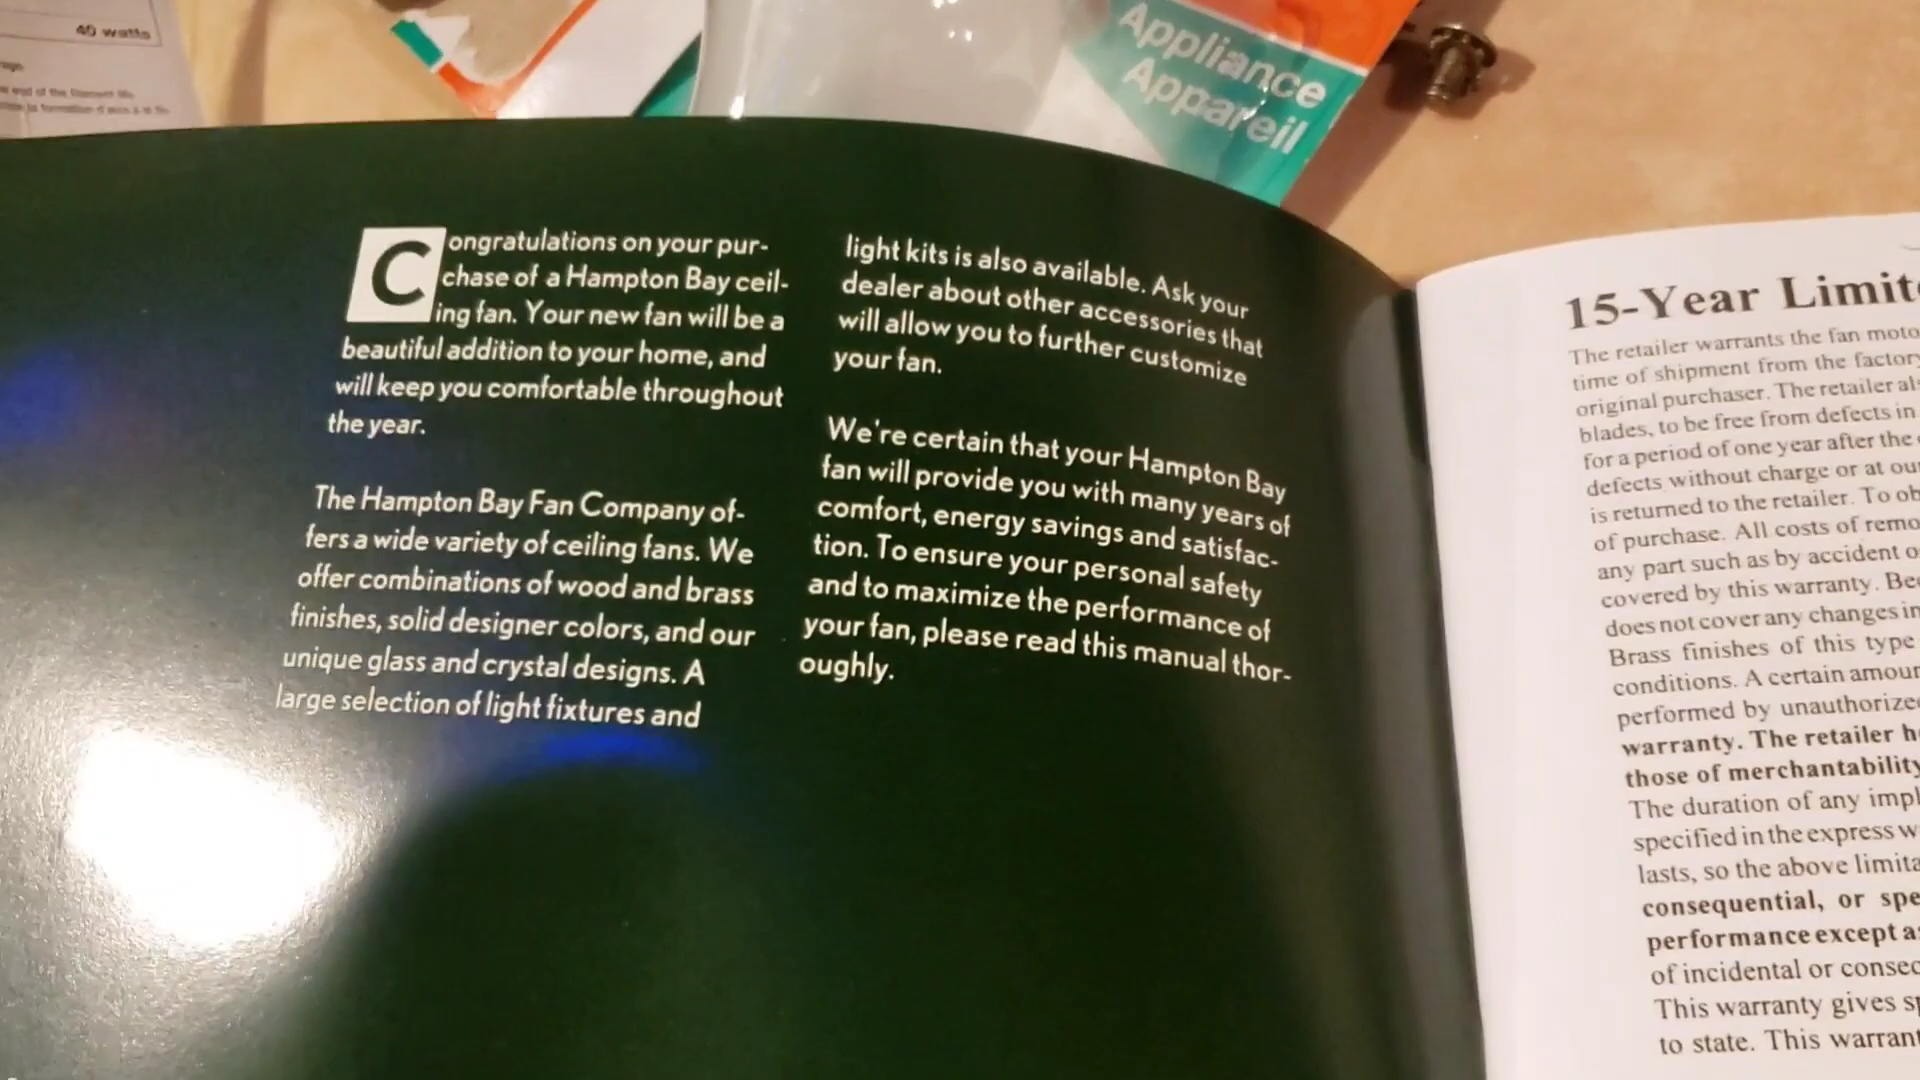 40 watts
end of the filament life
Appliance
Appareil
Congratulations on your pur-
chase of a Hampton Bay ceil-
ing fan. Your new fan will be a
beautiful addition to your home, and
will keep you comfortable throughout
the year.
The Hampton Bay Fan Company of-
fers a wide variety of ceiling fans. We
offer combinations of wood and brass
finishes, solid designer colors, and our
unique glass and crystal designs. A
large selection of light fixtures and
light kits is also available. Ask your
dealer about other accessories that
will allow you to further customize
your fan.
We're certain that your Hampton Bay
fan will provide you with many years of
comfort, energy savings and satisfac-
tion. To ensure your personal safety
and to maximize the performance of
your fan, please read this manual thor-
oughly.
15-Year Limit
The retailer warrants the fan moto
time of shipment from the factory
original purchaser. The retailer al
blades, to be free from defects in
for a period of one year after the
defects without charge or at ou
is returned to the retailer. To ob
of purchase. All costs of remo
any part such as by accident o
covered by this warranty. Be
does not cover any changes in
Brass finishes of this type
conditions. A certain amoun
performed by unauthorize
warranty. The retailer h
those of merchantability
The duration of any impl
specified in the express w
lasts, so the above limita
consequential, or spe
performance except a
of incidental or consec
This warranty gives sp
to state. This warran